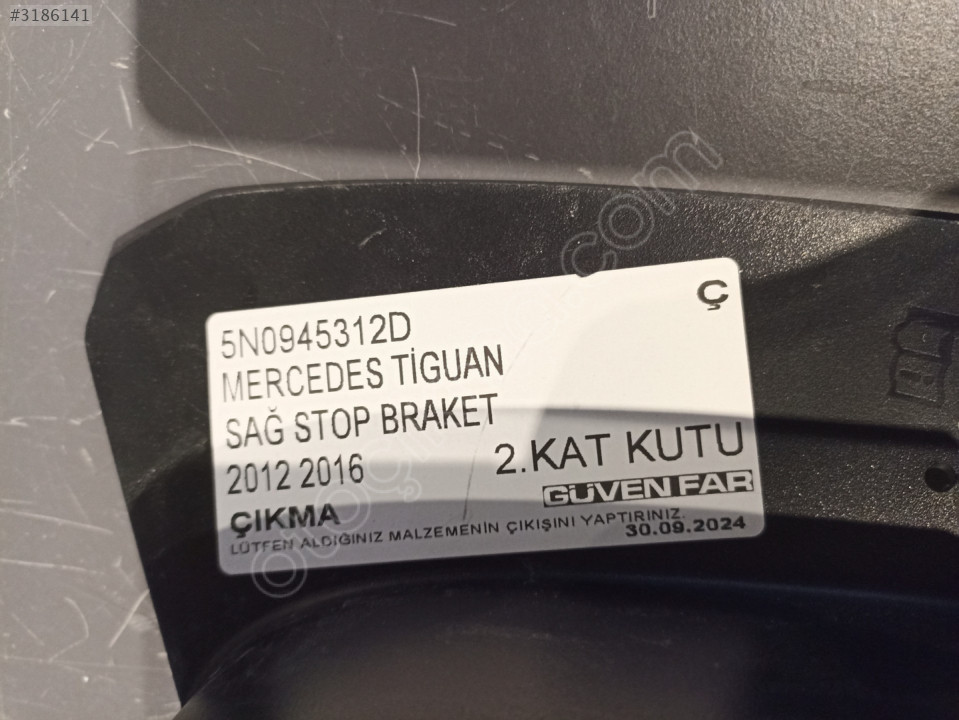 #3186141
Ç
5N0945312D
MERCEDES TİGUAN
SAĞ STOP BRAKET
2012 2016
2.KAT KUTU
GÜVEN FAR
ÇIKMA
LÜTFEN ALDIĞINIZ MALZEMENİN ÇIKIŞINI YAPTIRINIZ.
30.09.2024